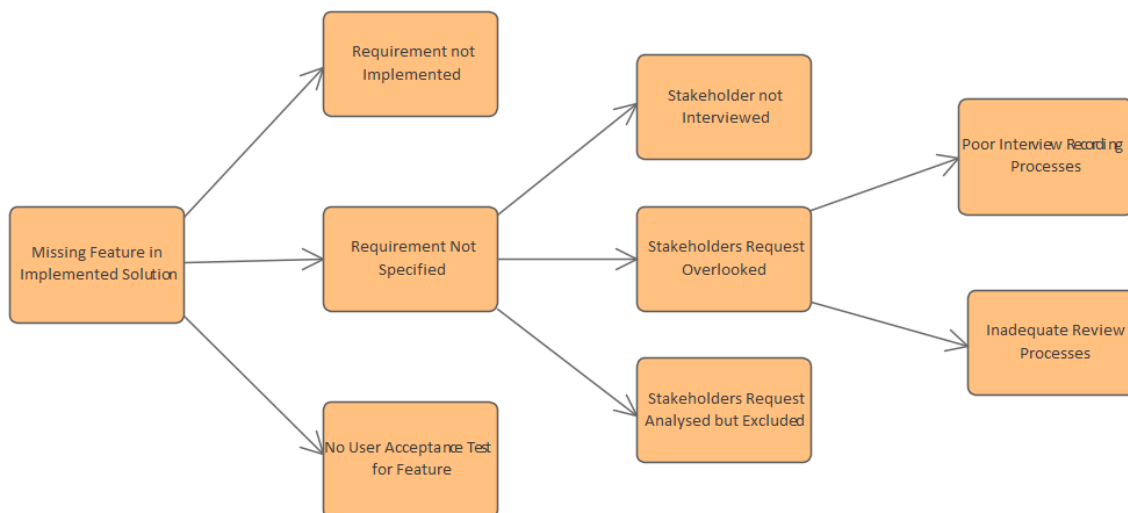 Requirement not
Implemented
Stakeholder not
Interviewed
Poor Interview Recording
Processes
Missing Feature in
Implemented Solution
Requirement Not
Specified
Stakeholders Request
Overlooked
Inadequate Review
Processes
Stakeholders Request
Analysed but Excluded
No User Acceptance Test
for Feature